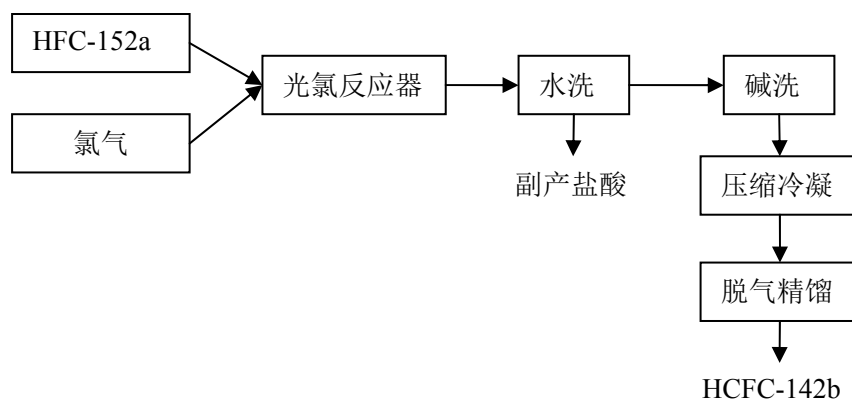 HFC-152a
氯气
光氯反应器
水洗
碱洗
副产盐酸
压缩冷凝
脱气精馏
HCFC-142b